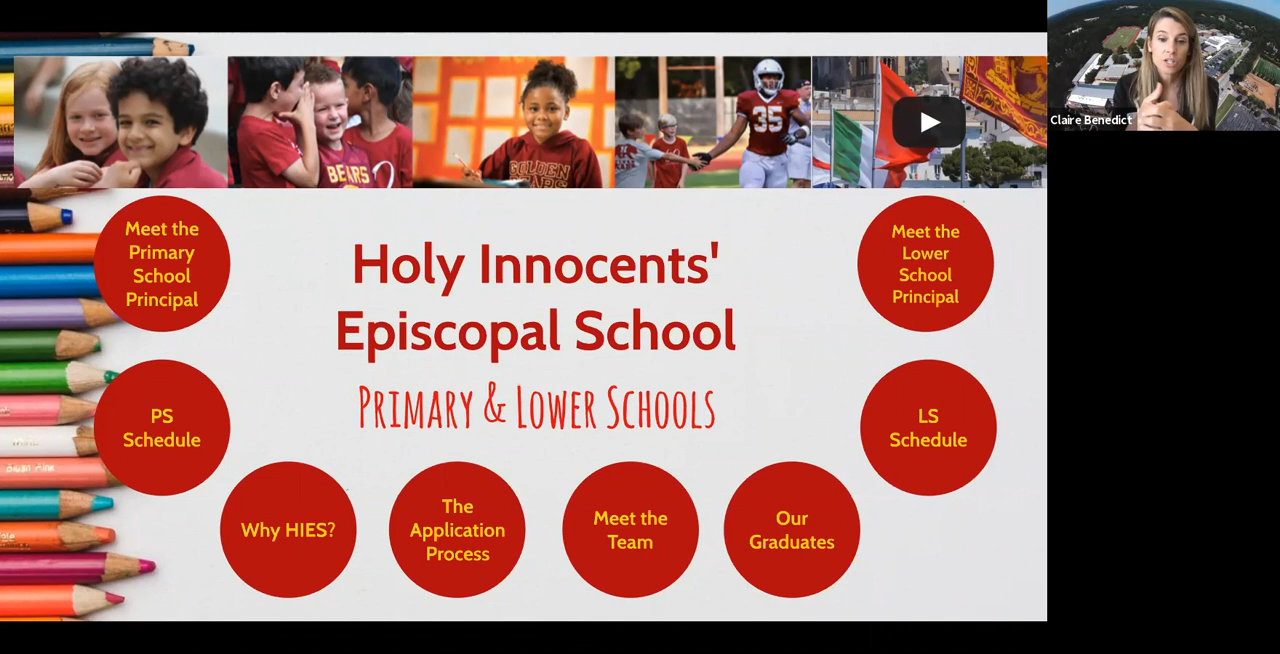 Claire Benedict
BEARS
GOLDEN
BEARS
35
Meet the
Primary
School
Principal
Holy Innocents'
Episcopal School
Primary & Lower Schools
Meet the
Lower
School
Principal
PS
Schedule
LS
Schedule
Why HIES?
The
Application
Process
Meet the
Team
Our
Graduates